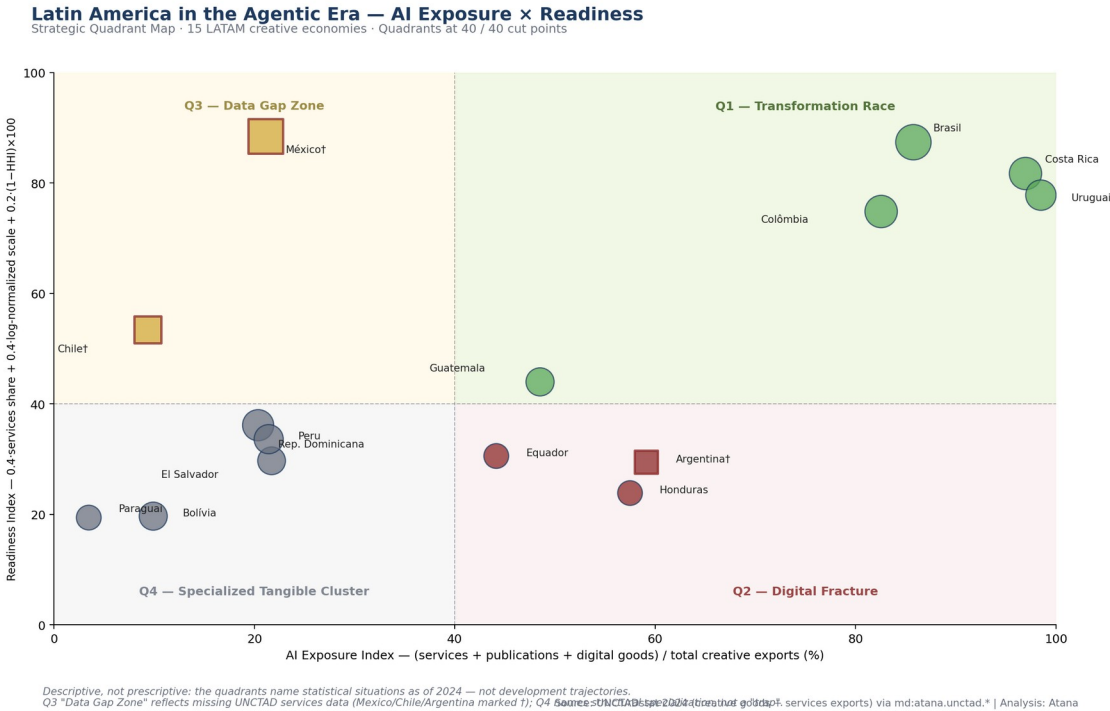 Latin America in the Agentic Era — AI Exposure × Readiness
Strategic Quadrant Map · 15 LATAM creative economies · Quadrants at 40 / 40 cut points
Readiness Index — 0.4·services share + 0.4·log-normalized scale + 0.2·(1−HHI)×100
100
80
60
40
20
0
Q3 — Data Gap Zone
Q1 — Transformation Race
México†
Brasil
Costa Rica
Uruguai
Colômbia
Chile†
Guatemala
Peru
Rep. Dominicana
El Salvador
Equador
Argentina†
Honduras
Paraguai
Bolívia
Q4 — Specialized Tangible Cluster
Q2 — Digital Fracture
0
20
40
60
80
100
AI Exposure Index — (services + publications + digital goods) / total creative exports (%)
Descriptive, not prescriptive: the quadrants name statistical situations as of 2024 — not development trajectories.
Q3 "Data Gap Zone" reflects missing UNCTAD services data (Mexico/Chile/Argentina marked †); Q4
services exports) via md:atana.unctad.* | Analysis: Atana